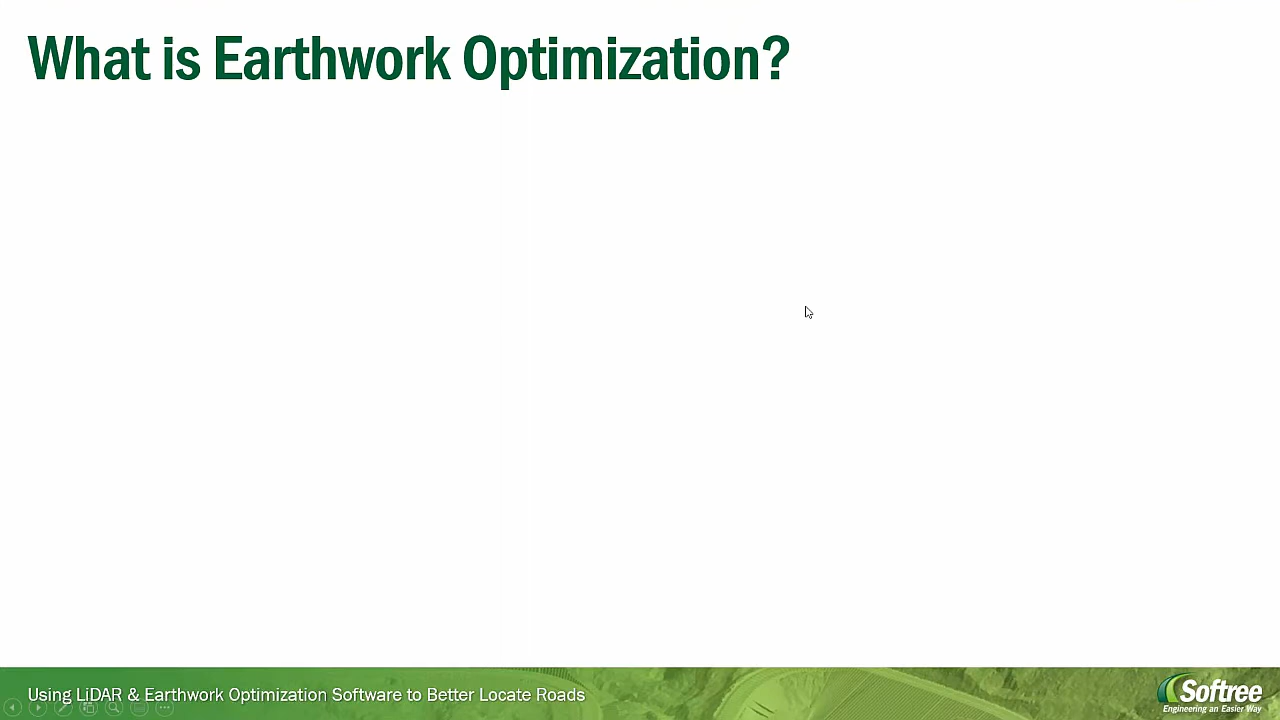 What is Earthwork Optimization?
Using LiDAR & Earthwork Optimization Software to Better Locate Roads
Softree
Engineering an Easier Way